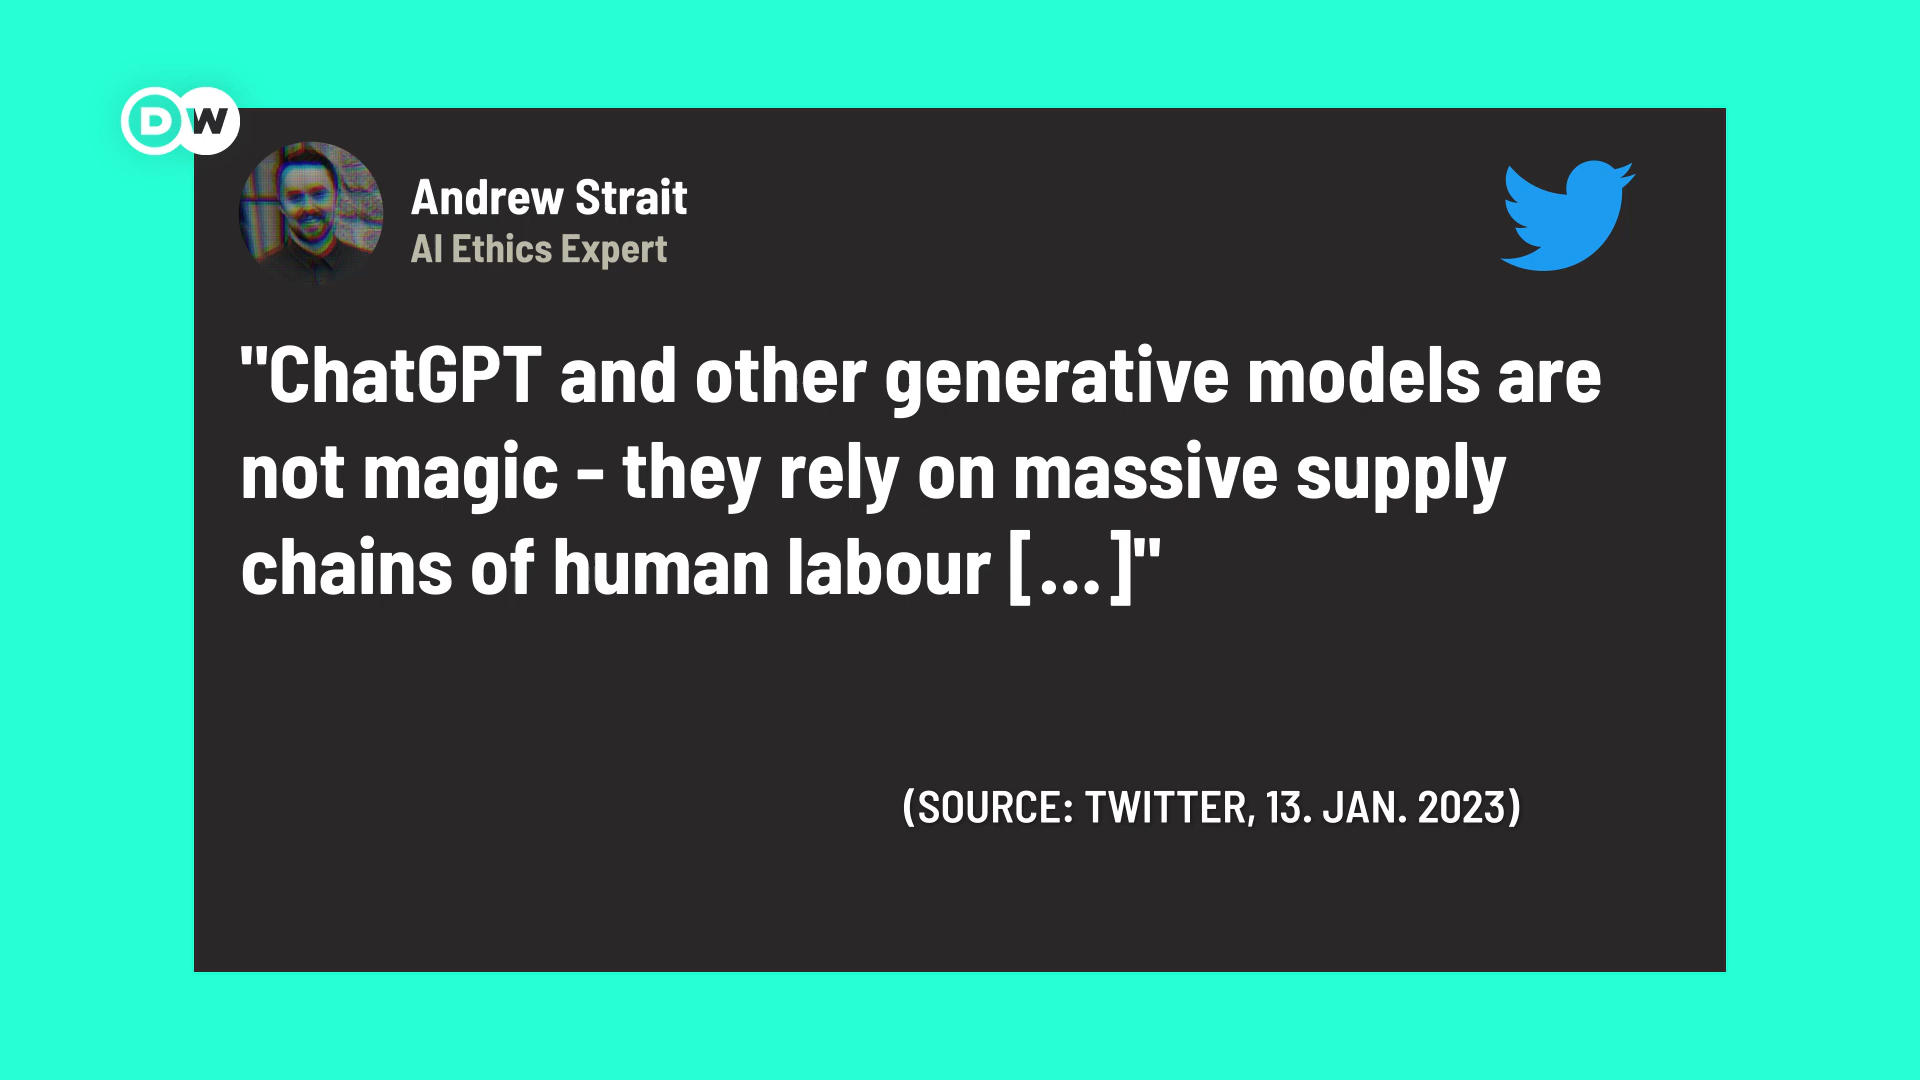 DW
Andrew Strait
AI Ethics Expert
"ChatGPT and other generative models are
not magic - they rely on massive supply
chains of human labour [...]"
(SOURCE: TWITTER, 13. JAN. 2023)